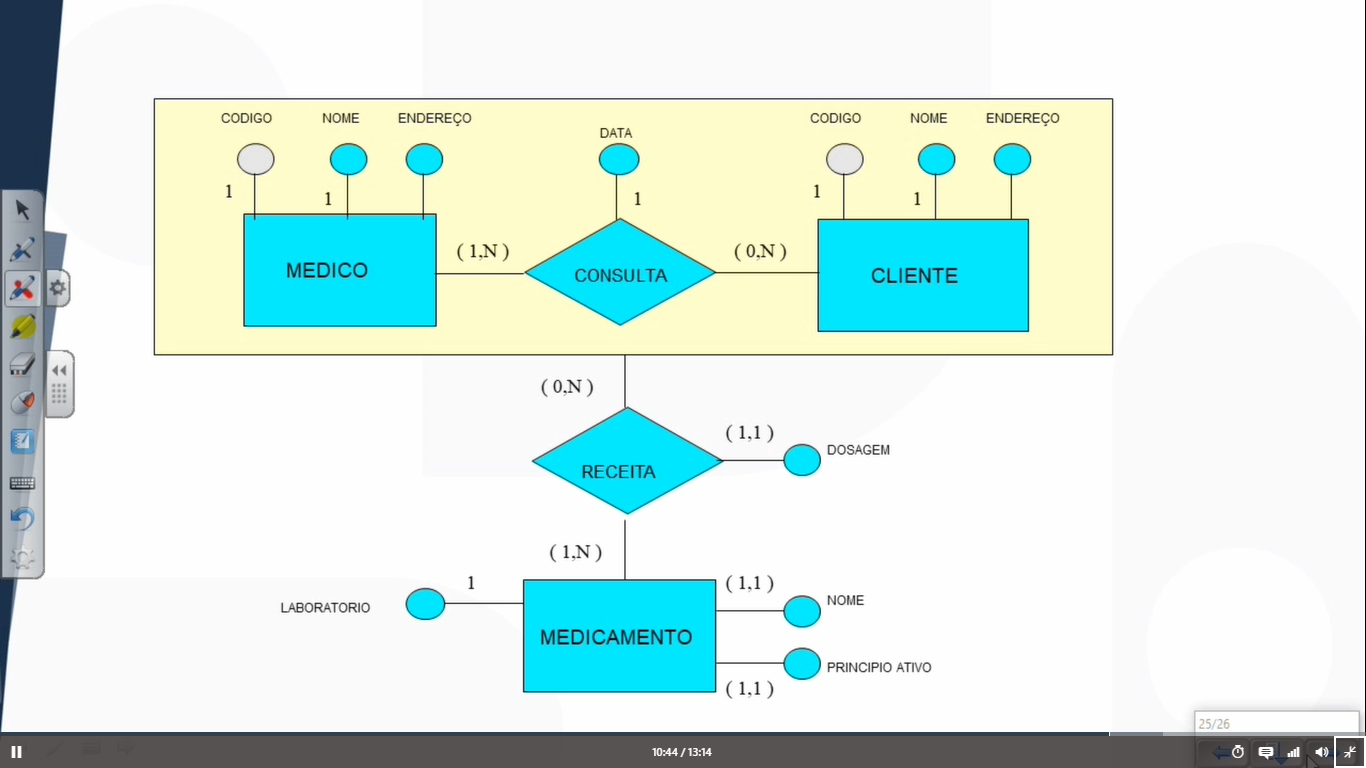 CODIGO NOME ENDEREÇO
DATA
CODIGO NOME ENDEREÇO
1
1
1
1
1
( 1,N )
( 0,N )
MEDICO
CONSULTA
CLIENTE
( 0,N )
( 1,1 )
DOSAGEM
RECEITA
( 1,N )
1
( 1,1 )
LABORATORIO
NOME
MEDICAMENTO
PRINCIPIO ATIVO
( 1,1 )
25/26
10:44 / 13:14